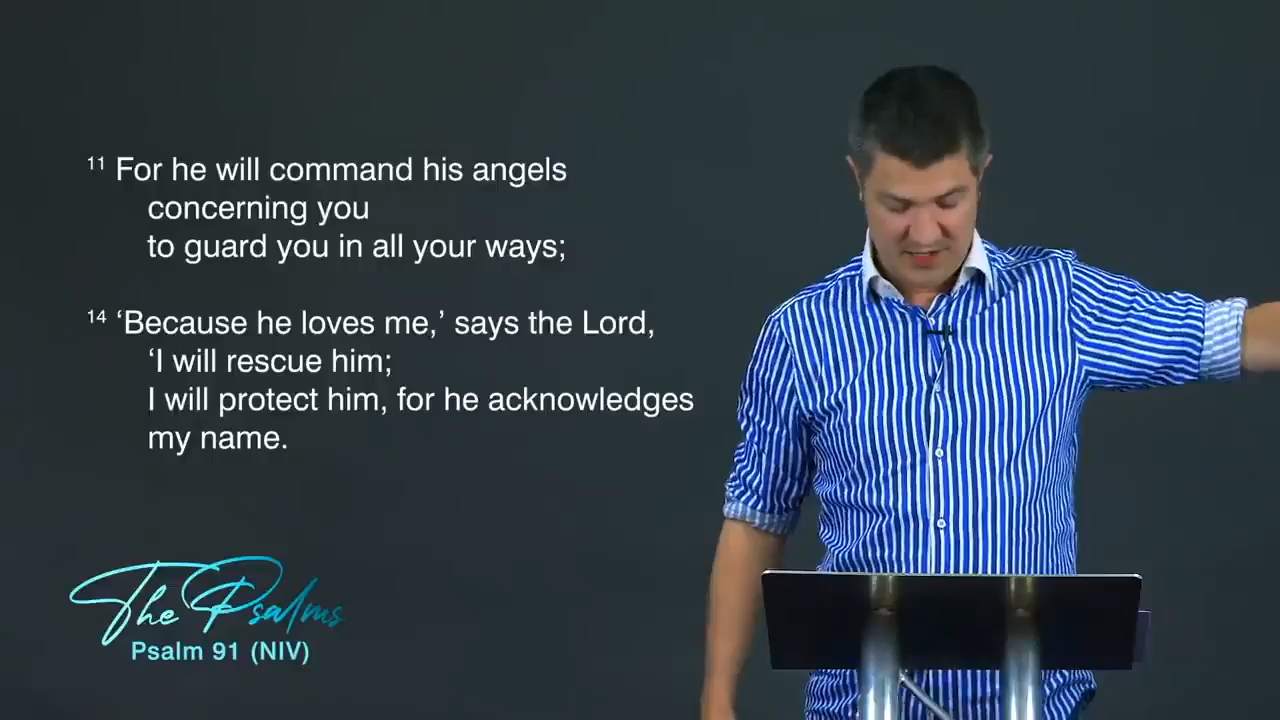 ¹¹ For he will command his angels
concerning you
to guard you in all your ways;
¹⁴ ‘Because he loves me,’ says the Lord,
‘I will rescue him;
I will protect him, for he acknowledges
my name.
The Psalms
Psalm 91 (NIV)